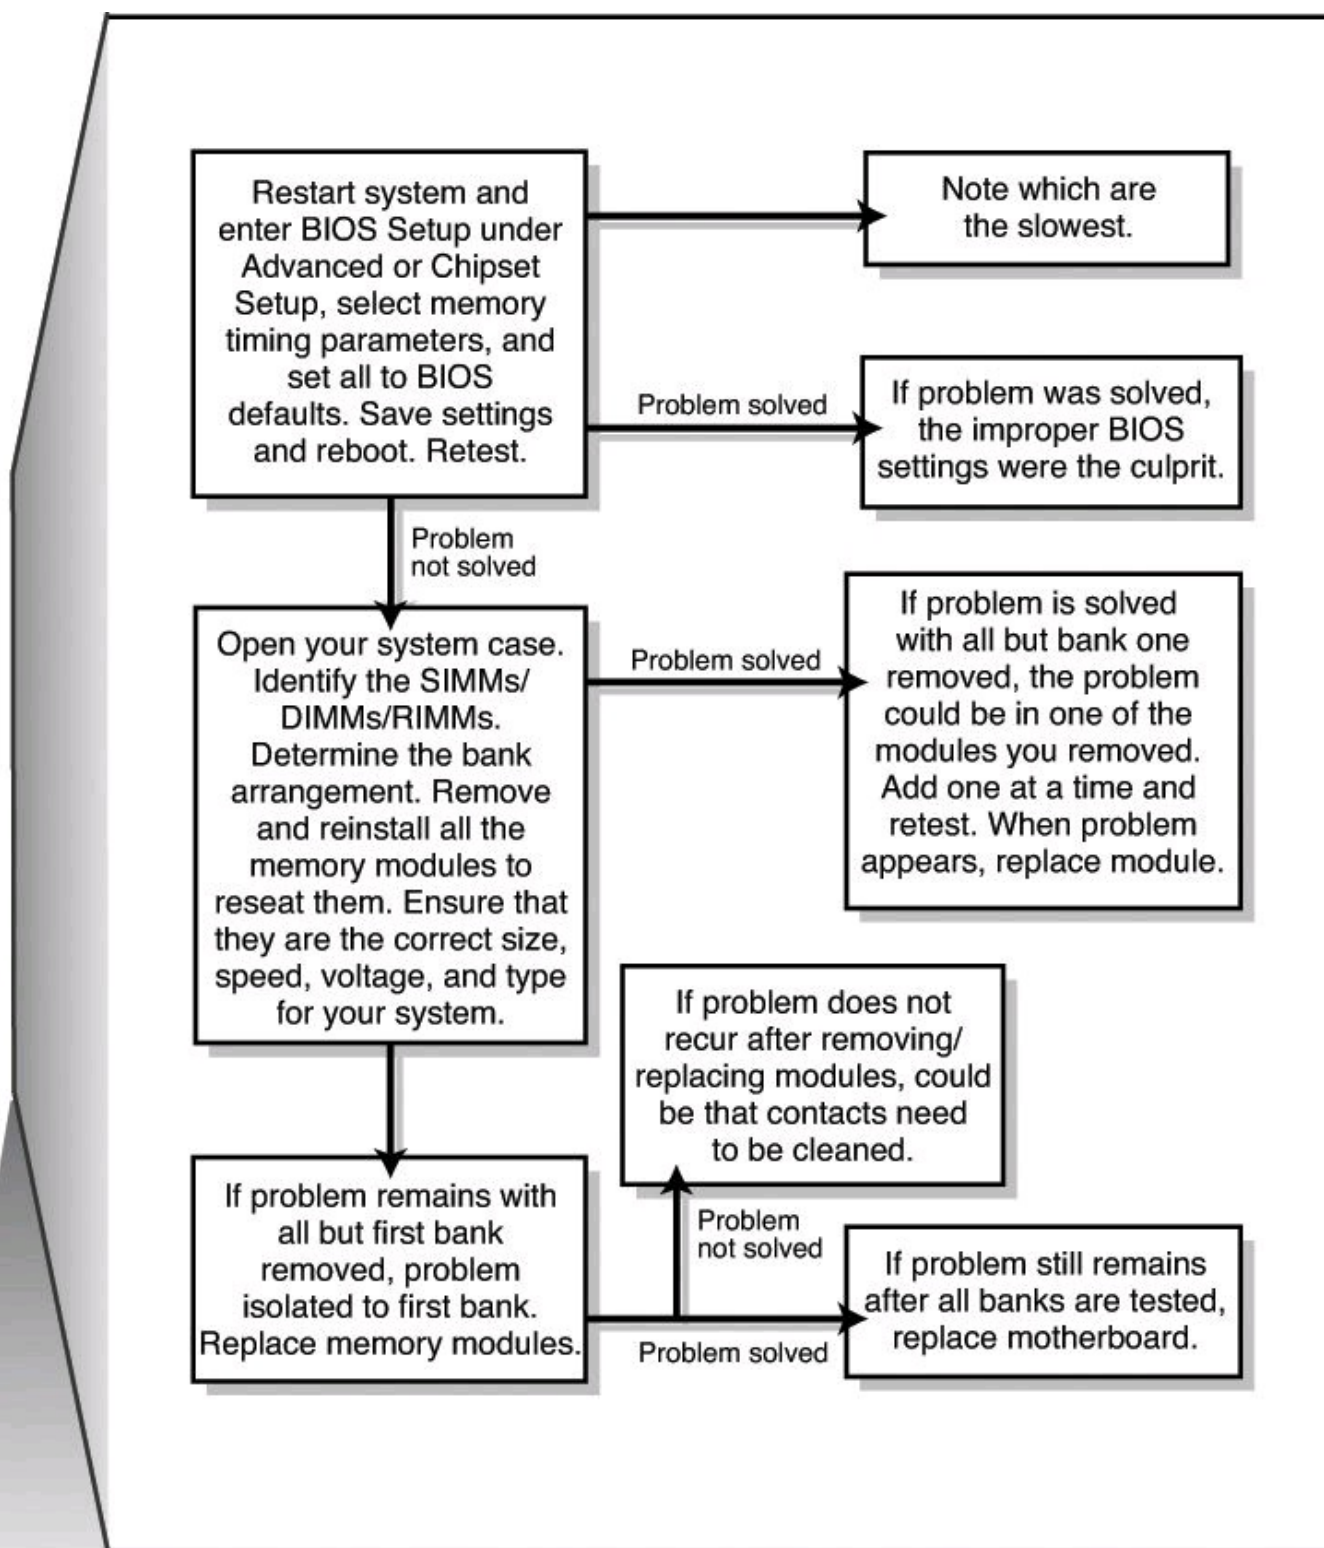 Restart system and
enter BIOS Setup under
Advanced or Chipset
Setup, select memory
timing parameters, and
set all to BIOS
defaults. Save settings
and reboot. Retest.
Note which are
the slowest.
Problem solved
If problem was solved,
the improper BIOS
settings were the culprit.
Problem
not solved
Open your system case.
Identify the SIMMs/
DIMMs/RIMMs.
Determine the bank
arrangement. Remove
and reinstall all the
memory modules to
reseat them. Ensure that
they are the correct size,
speed, voltage, and type
for your system.
Problem solved
If problem is solved
with all but bank one
removed, the problem
could be in one of the
modules you removed.
Add one at a time and
retest. When problem
appears, replace module.
If problem remains with
all but first bank
removed, problem
isolated to first bank.
Replace memory modules.
If problem does not
recur after removing/
replacing modules, could
be that contacts need
to be cleaned.
Problem
not solved
Problem solved
If problem still remains
after all banks are tested,
replace motherboard.